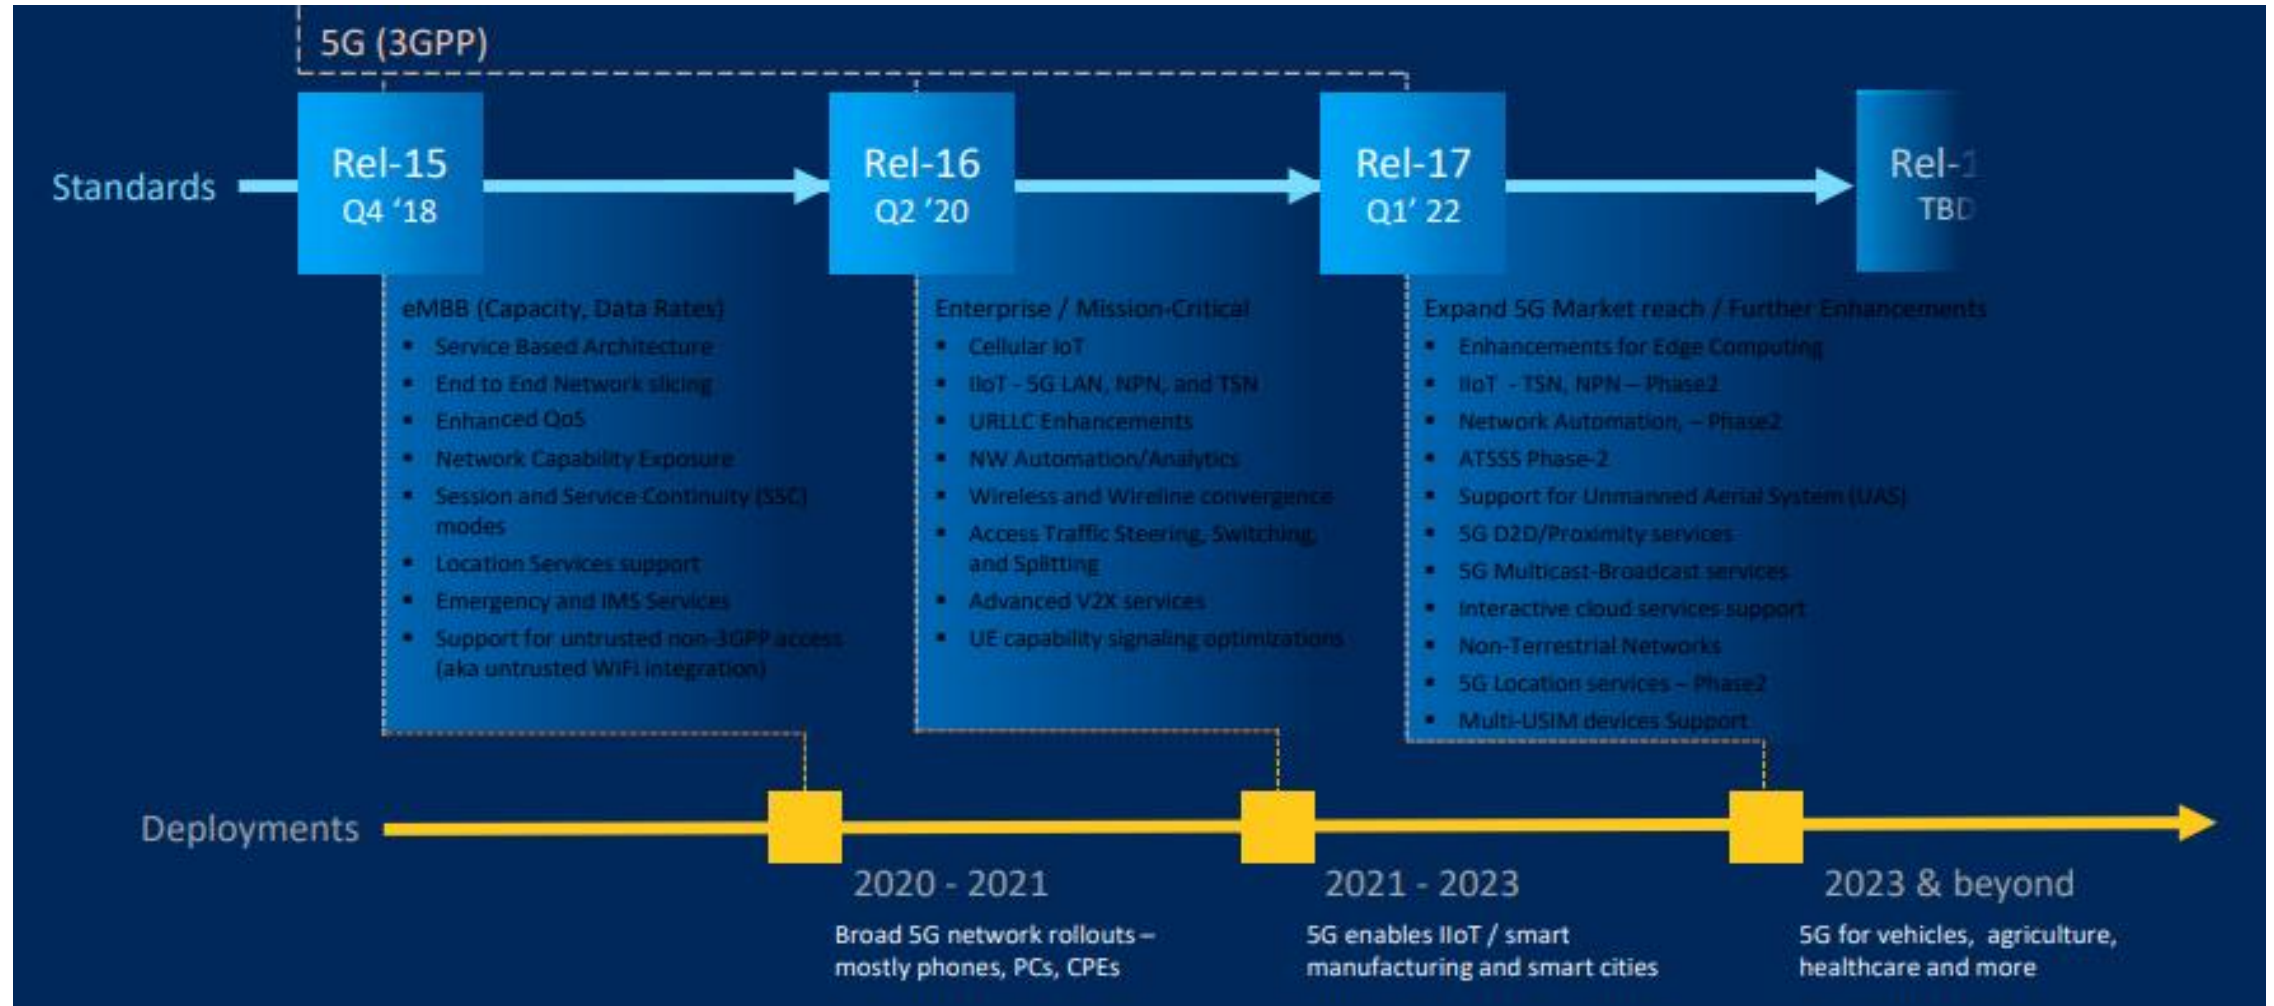 5G (3GPP)
Standards
Rel-15
Q4 ‘18
Rel-16
Q2 ‘20
Rel-17
Q1’ 22
Rel-1
TBD
eMBB (Capacity, Data Rates)
▪ Service Based Architecture
▪ End to End Network slicing
▪ Enhanced QoS
▪ Network Capability Exposure
▪ Session and Service Continuity (SSC)
modes
▪ Location Services support
▪ Emergency and IMS Services
▪ Support for untrusted non-3GPP access
(aka untrusted WiFi integration)
Enterprise / Mission-Critical
▪ Cellular IoT
▪ IIoT - 5G LAN, NPN, and TSN
▪ URLLC Enhancements
▪ NW Automation/Analytics
▪ Wireless and Wireline convergence
▪ Access Traffic Steering, Switching,
and Splitting
▪ Advanced V2X services
▪ UE capability signaling optimizations
Expand 5G Market reach / Further Enhancements
▪ Enhancements for Edge Computing
▪ IIoT - TSN, NPN – Phase2
▪ Network Automation, – Phase2
▪ ATSSS Phase-2
▪ Support for Unmanned Aerial System (UAS)
▪ 5G D2D/Proximity services
▪ 5G Multicast-Broadcast services
▪ Interactive cloud services support
▪ Non-Terrestrial Networks
▪ 5G Location services – Phase2
▪ Multi-USIM devices Support
Deployments
2020 - 2021
Broad 5G network rollouts –
mostly phones, PCs, CPEs
2021 - 2023
5G enables IIoT / smart
manufacturing and smart cities
2023 & beyond
5G for vehicles, agriculture,
healthcare and more